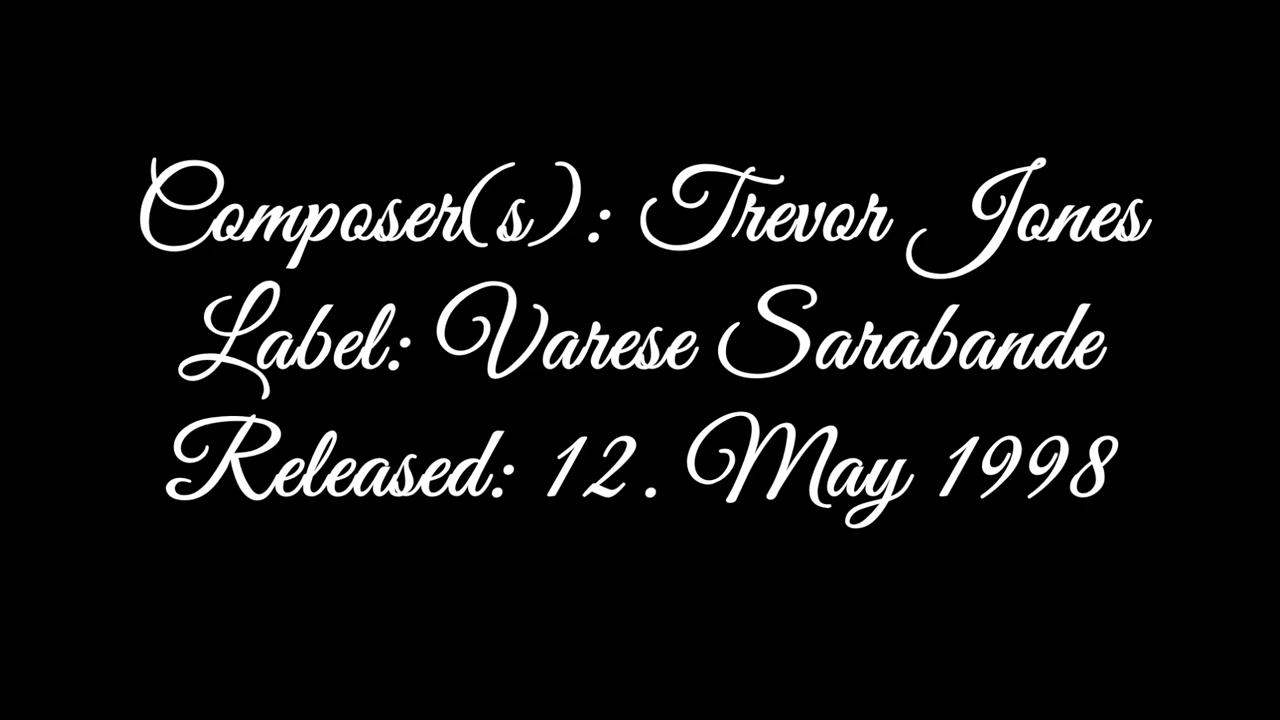 Composer(s): Trevor Jones
Label: Varese Sarabande
Released: 12. May 1998